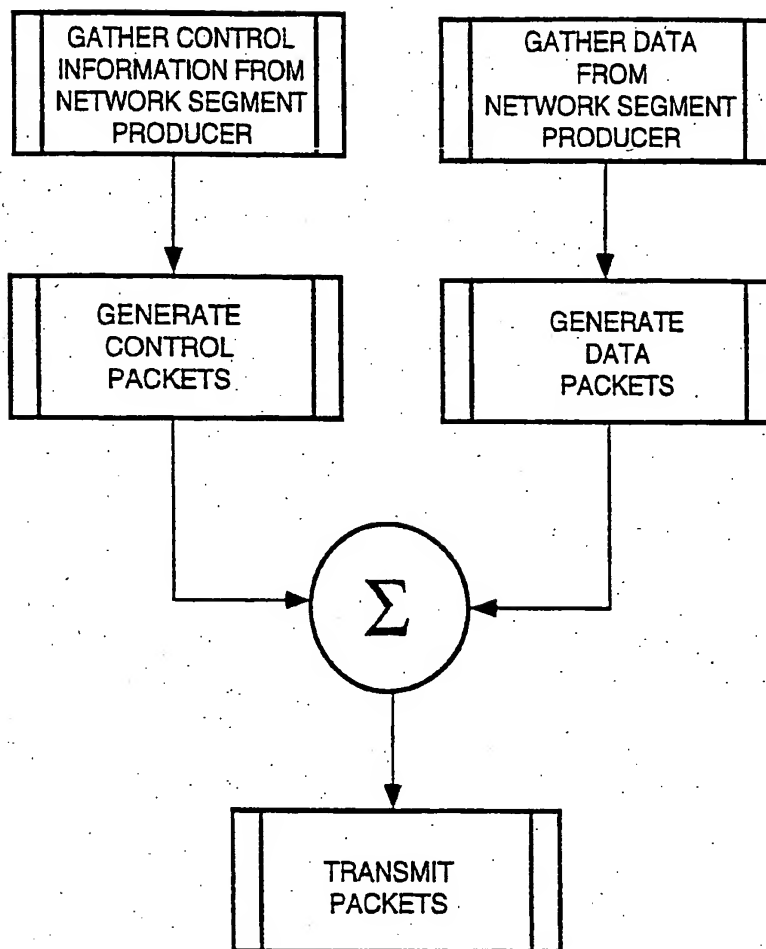 GATHER CONTROL
INFORMATION FROM
NETWORK SEGMENT
PRODUCER
GATHER DATA
FROM
NETWORK SEGMENT
PRODUCER
GENERATE
CONTROL
PACKETS
GENERATE
DATA
PACKETS
Σ
TRANSMIT
PACKETS